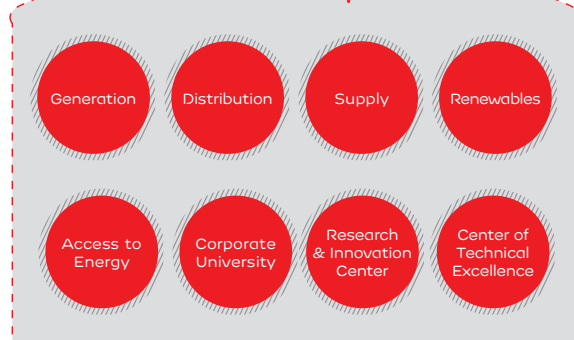 Generation
Distribution
Supply
Renewables
Access to
Energy
Corporate
University
Research
& Innovation
Center
Center of
Technical
Excellence